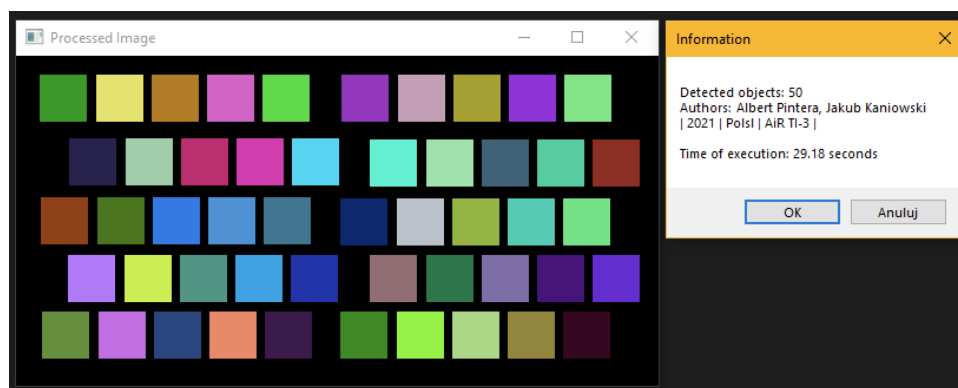 Processed Image
Information
Detected objects: 50
Authors: Albert Pintera, Jakub Kaniowski
| 2021 | Polsl | AiR TI-3 |
Time of execution: 29.18 seconds
OK
Anuluj